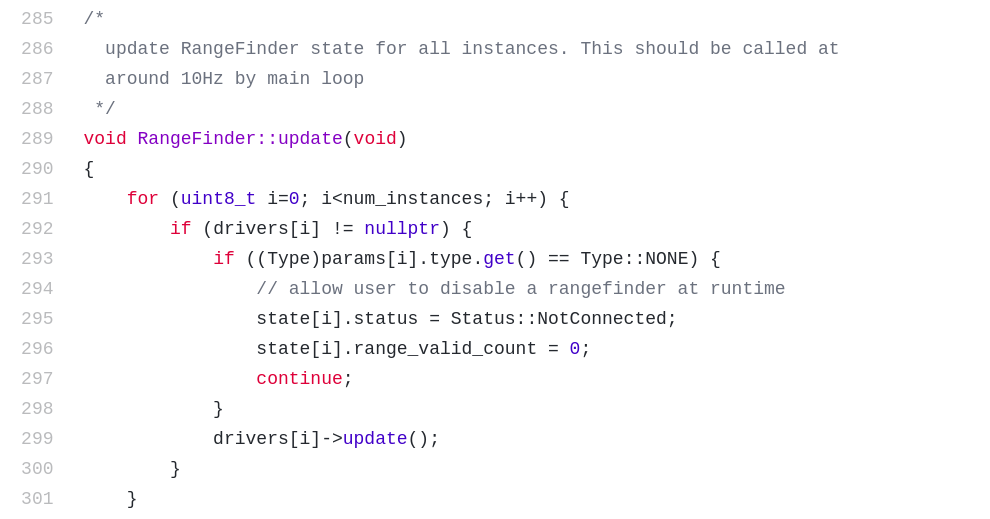 285 /*
286   update RangeFinder state for all instances. This should be called at
287   around 10Hz by main loop
288  */
289 void RangeFinder::update(void)
290 {
291     for (uint8_t i=0; i<num_instances; i++) {
292         if (drivers[i] != nullptr) {
293             if ((Type)params[i].type.get() == Type::NONE) {
294                 // allow user to disable a rangefinder at runtime
295                 state[i].status = Status::NotConnected;
296                 state[i].range_valid_count = 0;
297                 continue;
298             }
299             drivers[i]->update();
300         }
301     }